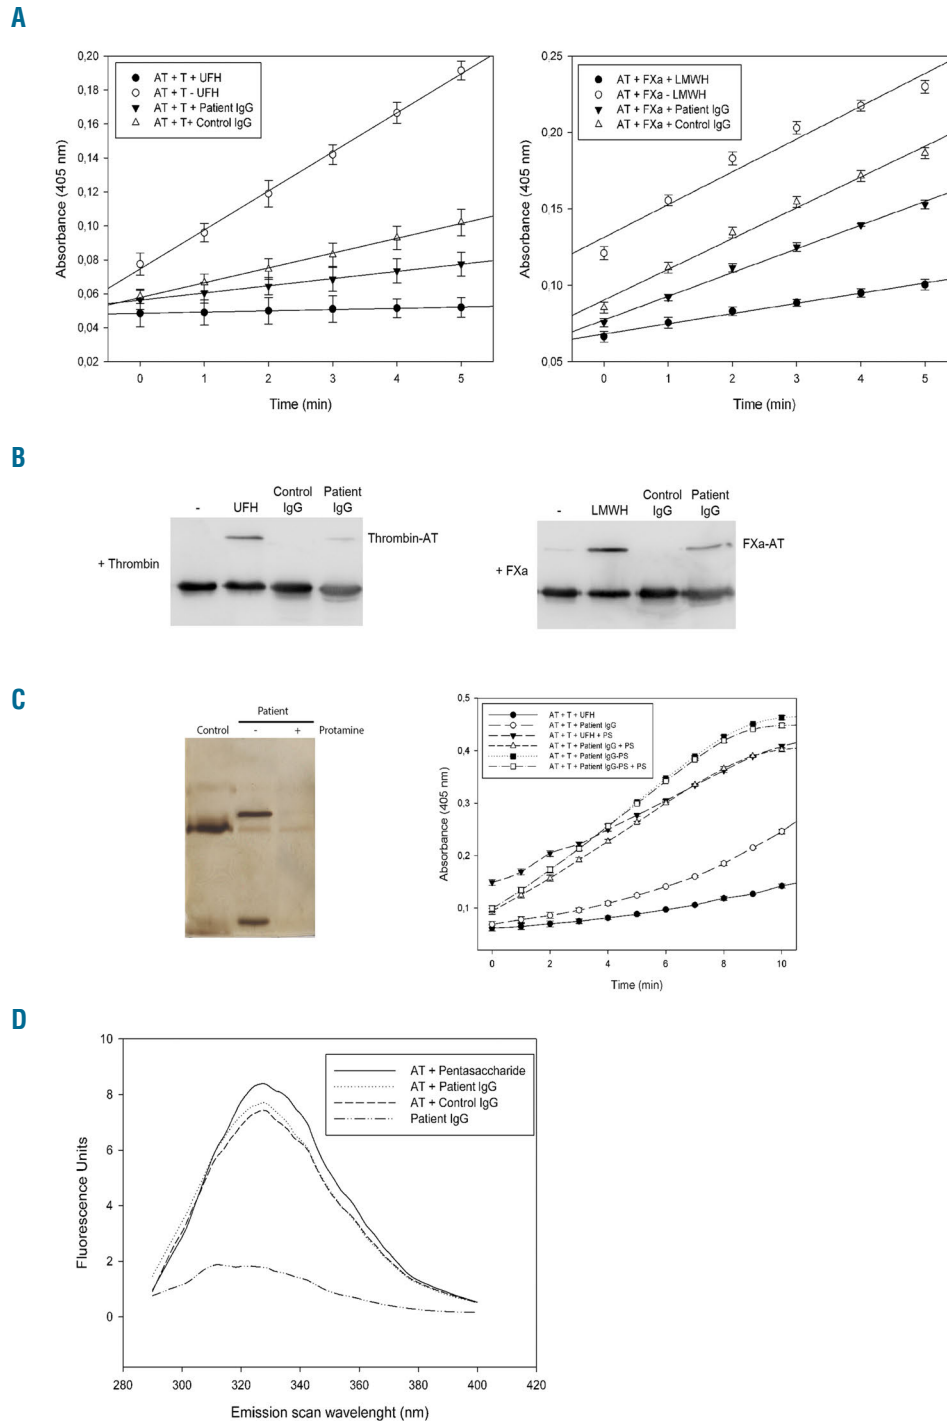 A
0,20
0,18
0,16
0,14
0,12
0,10
0,08
0,06
0,04
0,02
Absorbance (405 nm)
AT + T + UFH
AT + T - UFH
AT + T + Patient IgG
AT + T+ Control IgG
0 1 2 3 4 5
Time (min)
0,25
0,20
0,15
0,10
0.05
Absorbance (405 nm)
AT + FXa + LMWH
AT + FXa - LMWH
AT + FXa + Patient IgG
AT + FXa + Control IgG
0 1 2 3 4 5
Time (min)
B
- UFH Control IgG Patient IgG
+ Thrombin
Thrombin-AT
- LMWH Control IgG Patient IgG
+ FXa
FXa-AT
C
Patient
Control - + Protamine
0,5
0,4
0,3
0,2
0,1
Absorbance (405 nm)
AT + T + UFH
AT + T + Patient IgG
AT + T + UFH + PS
AT + T + Patient IgG + PS
AT + T + Patient IgG-PS
AT + T + Patient IgG-PS + PS
0 2 4 6 8 10
Time (min)
D
10
8
6
4
2
0
Fluorescence Units
AT + Pentasaccharide
AT + Patient IgG
AT + Control IgG
Patient IgG
280 300 320 340 360 380 400 420
Emission scan wavelenght (nm)